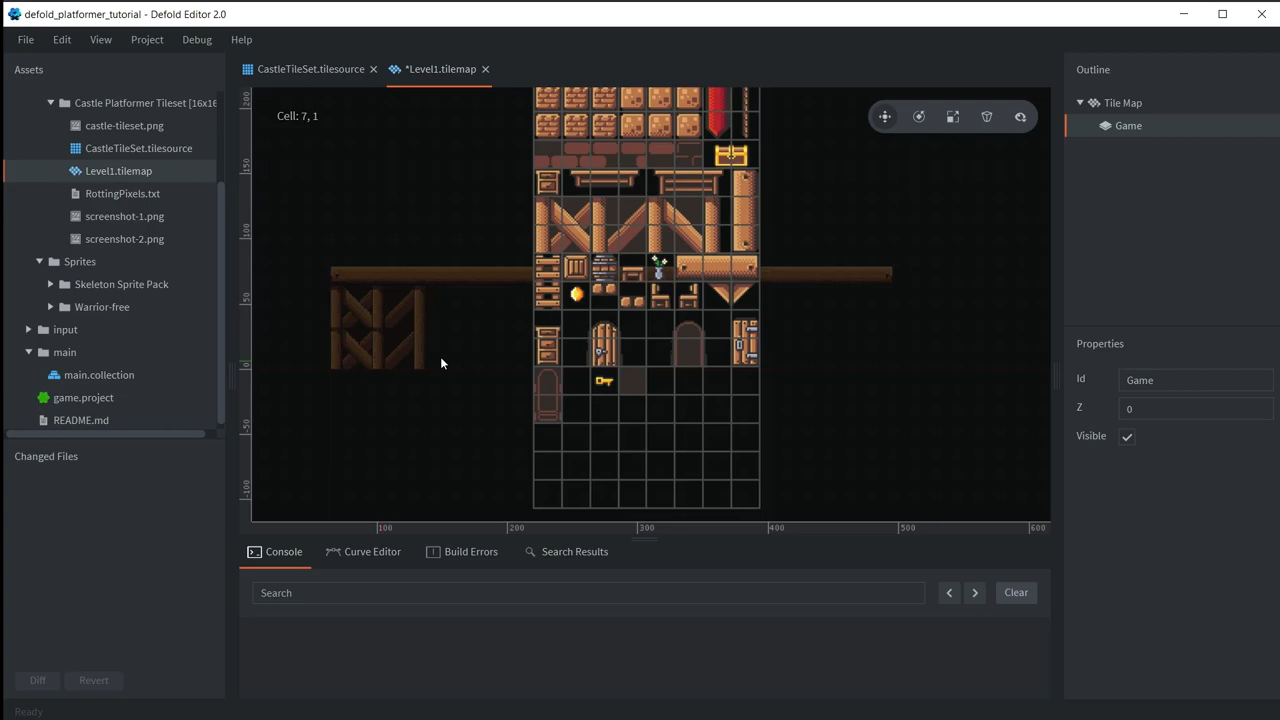 defold_platformer_tutorial - Defold Editor 2.0
File Edit View Project Debug Help
Assets
CastleTileSet.tilesource
*Level1.tilemap
Outline
Castle Platformer Tileset [16x16
castle-tileset.png
CastleTileSet.tilesource
Level1.tilemap
RottingPixels.txt
screenshot-1.png
screenshot-2.png
Sprites
Skeleton Sprite Pack
Warrior-free
input
main
main.collection
game.project
README.md
Changed Files
Diff
Revert
Ready
Cell: 7, 1
200
150
100
50
0
-50
-100
100 200 300 400 500 600
Console
Curve Editor
Build Errors
Search Results
Search
Clear
Tile Map
Game
Properties
Id
Game
Z
0
Visible